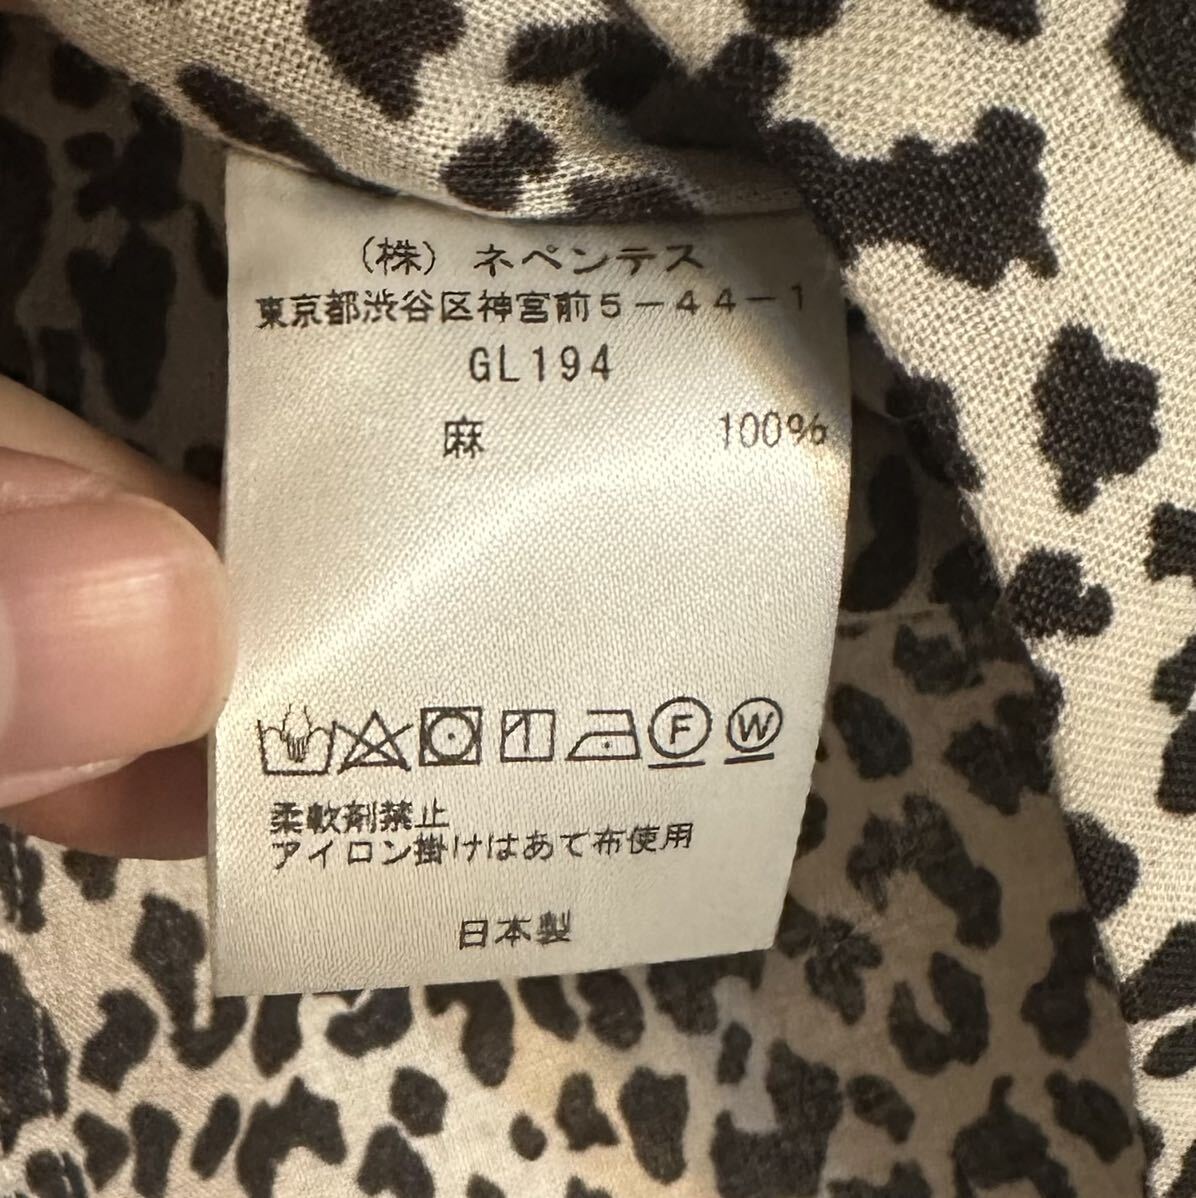 （株）ネペンテス
東京都渋谷区神宮前５－４４－１
GL194
麻 100%
F W
柔軟剤禁止
アイロン掛けはあて布使用
日本製